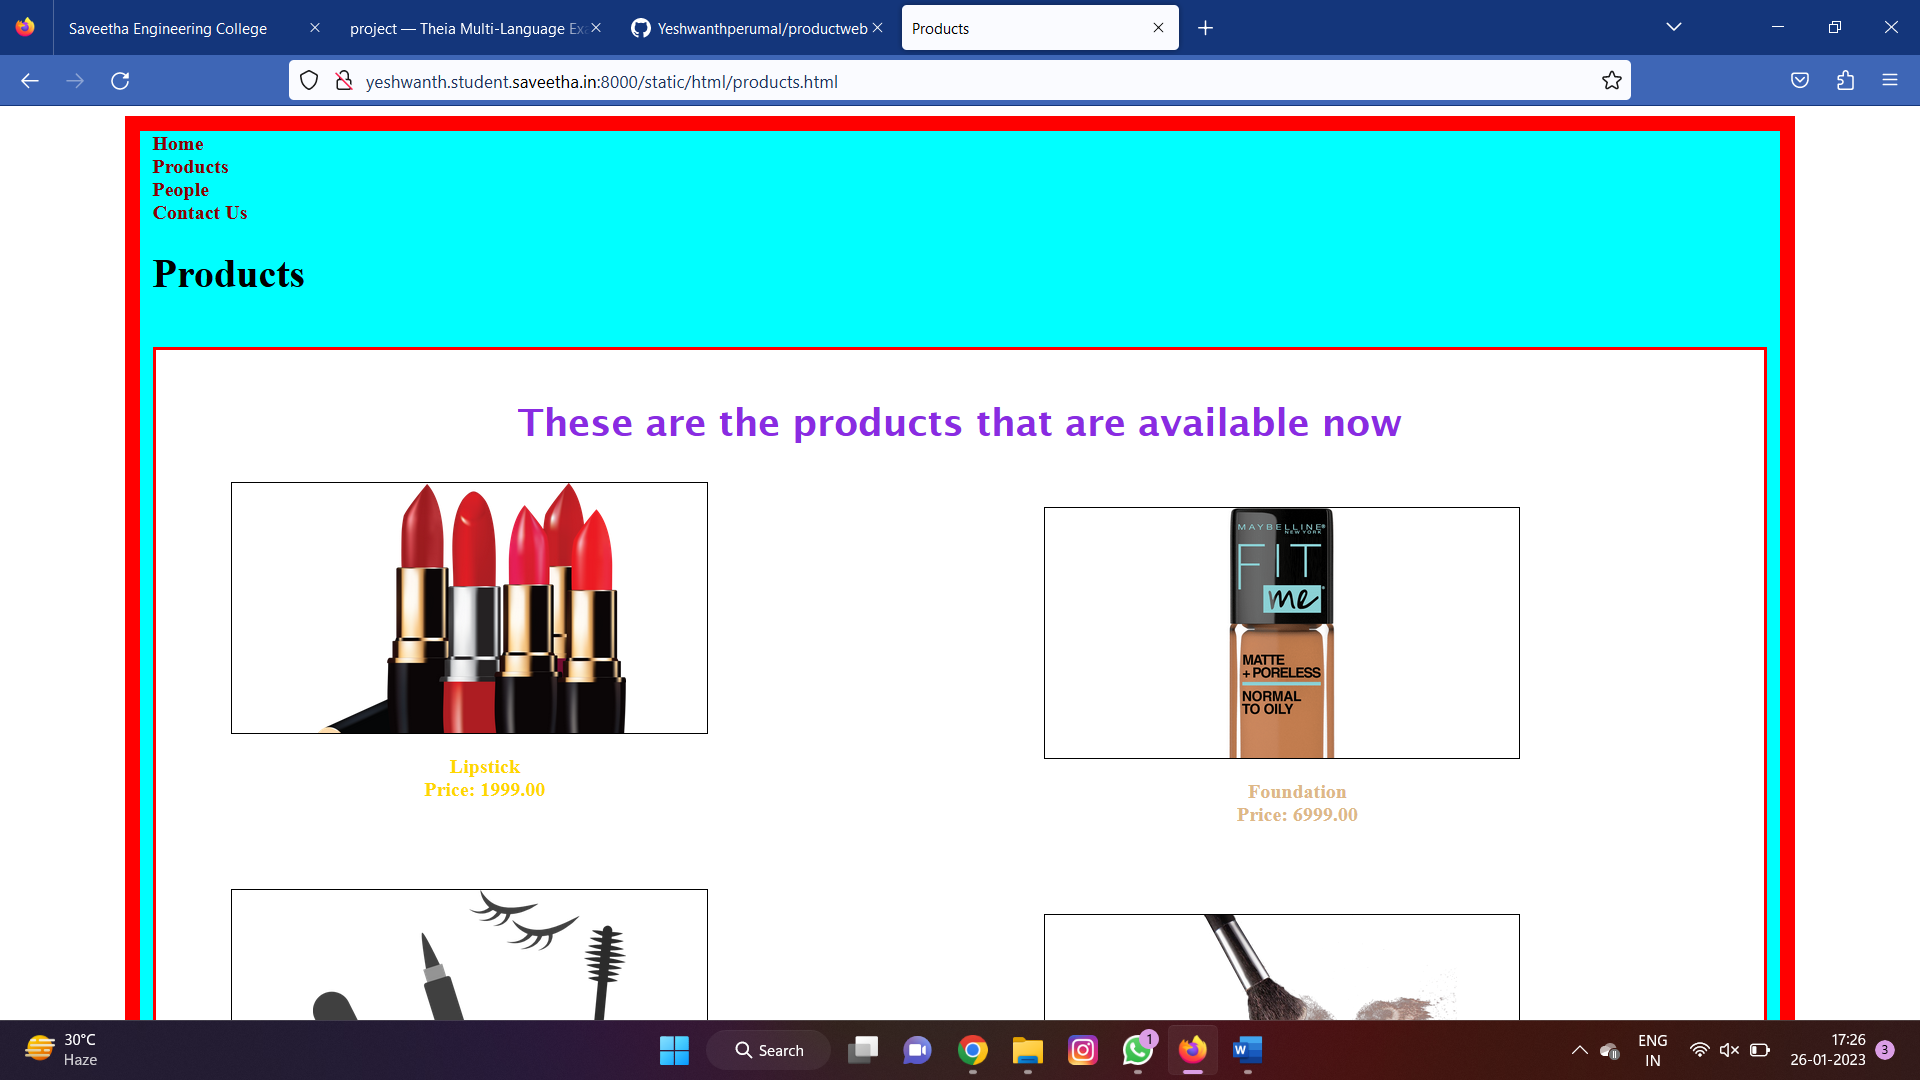 Saveetha Engineering College
project — Theia Multi-Language Ex
Yeshwanthperumal/productweb
Products
yeshwanth.student.saveetha.in:8000/static/html/products.html
Home
Products
People
Contact Us
Products
These are the products that are available now
MAYBELLINE
NEW YORK
FIT
me
MATTE
+ PORELESS
NORMAL
TO OILY
Lipstick
Price: 1999.00
Foundation
Price: 6999.00
30°C
Haze
Search
1
W
ENG
IN
17:26
26-01-2023
3